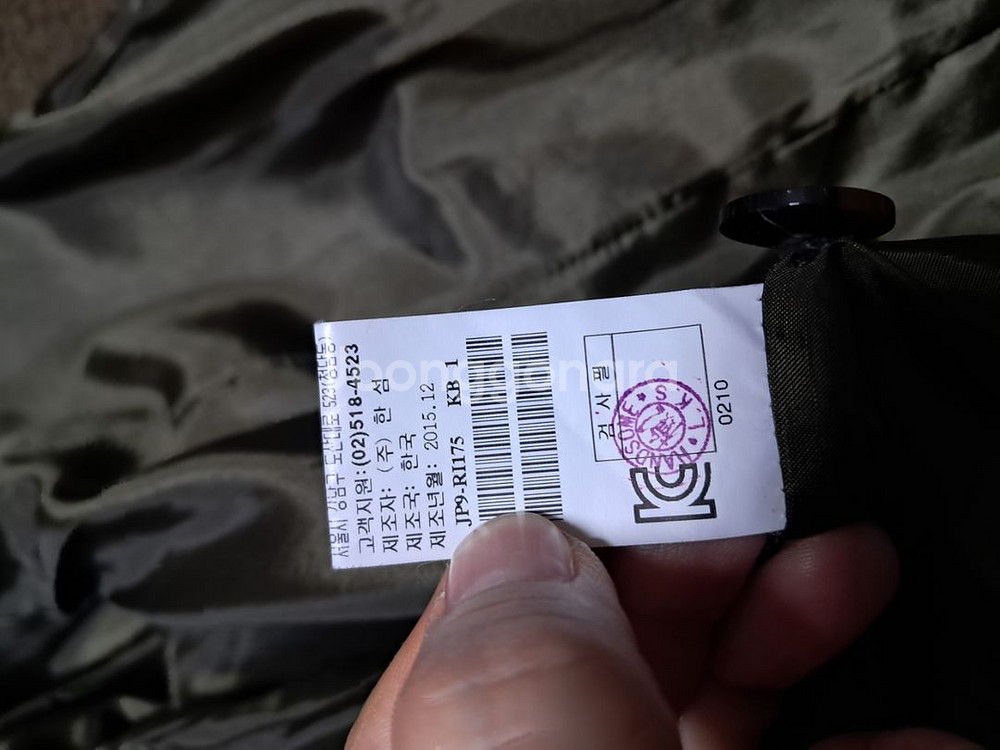 서울시 강남구 도산대로 523(청담동)
고객지원:(02)518-4523
제조자: (주) 한 섬
제조국: 한국
제조년월: 2015.12
JP9-RI175 KB 1
검 사 필
HANDSOME L.K.S
0210
KC
joonggonara